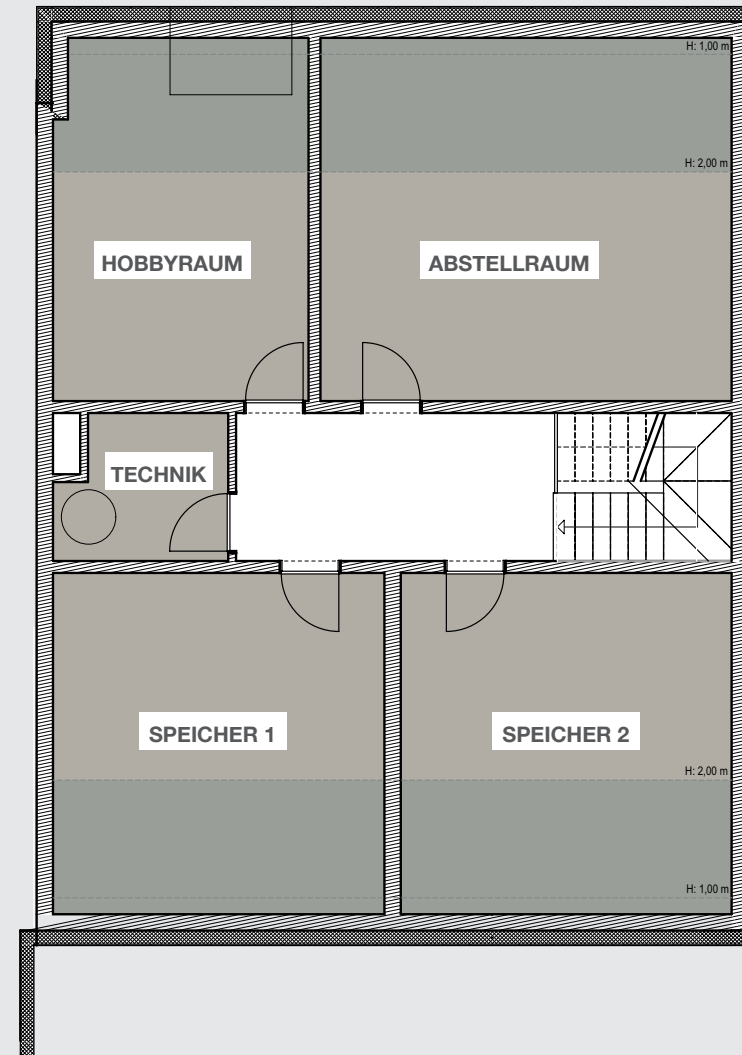 H: 1,00 m
H: 2,00 m
HOBBYRAUM
ABSTELLRAUM
TECHNIK
SPEICHER 1
SPEICHER 2
H: 2,00 m
H: 1,00 m